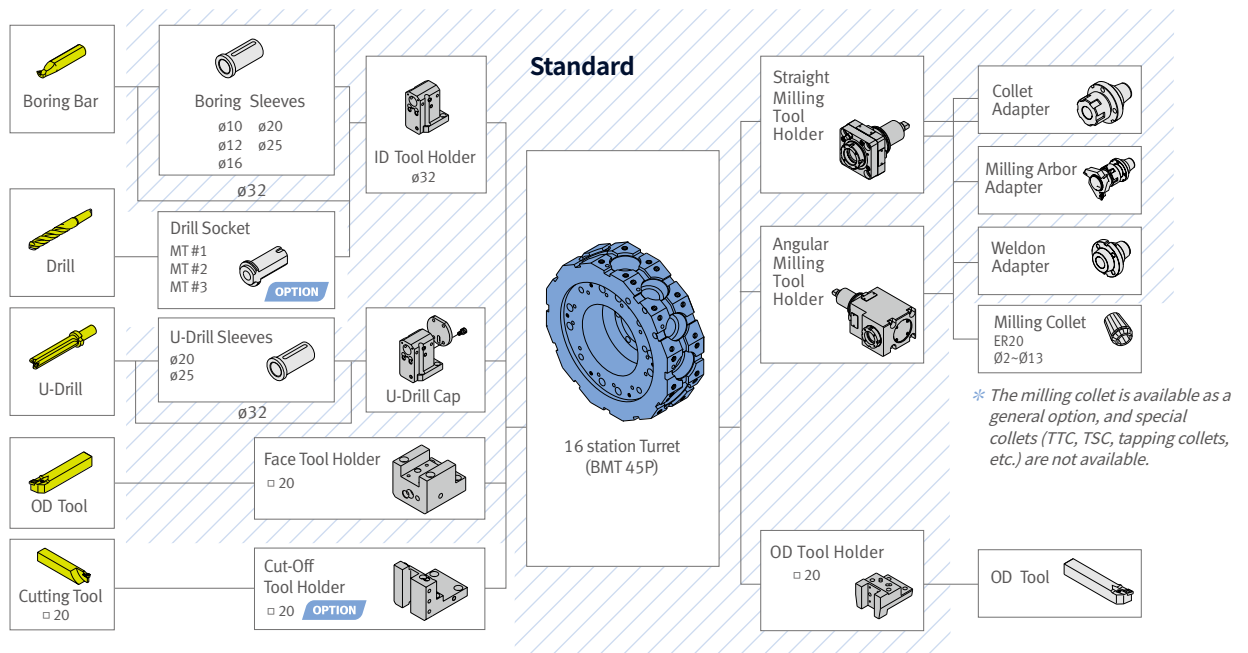 Standard
Boring Bar
Boring Sleeves
ø10 ø20
ø12 ø25
ø16
ø32
ID Tool Holder
ø32
Drill
Drill Socket
MT #1
MT #2
MT #3
OPTION
U-Drill
U-Drill Sleeves
ø20
ø25
ø32
U-Drill Cap
OD Tool
Face Tool Holder
□ 20
Cutting Tool
□ 20
Cut-Off
Tool Holder
□ 20 OPTION
16 station Turret
(BMT 45P)
Straight
Milling
Tool
Holder
Angular
Milling
Tool
Holder
OD Tool Holder
□ 20
Collet
Adapter
Milling Arbor
Adapter
Weldon
Adapter
Milling Collet
ER20
Ø2~Ø13
* The milling collet is available as a
general option, and special
collets (TTC, TSC, tapping collets,
etc.) are not available.
OD Tool